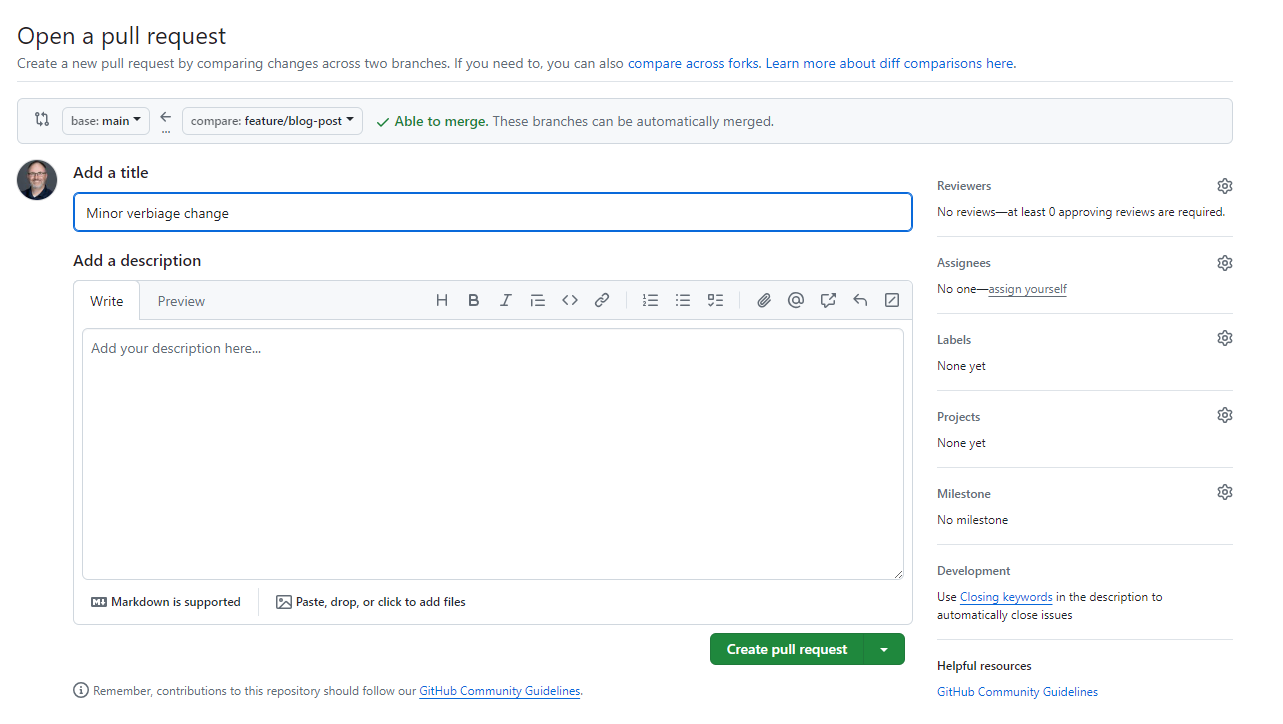 Open a pull request
Create a new pull request by comparing changes across two branches. If you need to, you can also compare across forks. Learn more about diff comparisons here.
base: main
...
compare: feature/blog-post
Able to merge. These branches can be automatically merged.
Add a title
Minor verbiage change
Add a description
Write
Preview
Add your description here...
Markdown is supported
Paste, drop, or click to add files
Create pull request
Remember, contributions to this repository should follow our GitHub Community Guidelines.
Reviewers
No reviews—at least 0 approving reviews are required.
Assignees
No one—assign yourself
Labels
None yet
Projects
None yet
Milestone
No milestone
Development
Use Closing keywords in the description to
automatically close issues
Helpful resources
GitHub Community Guidelines